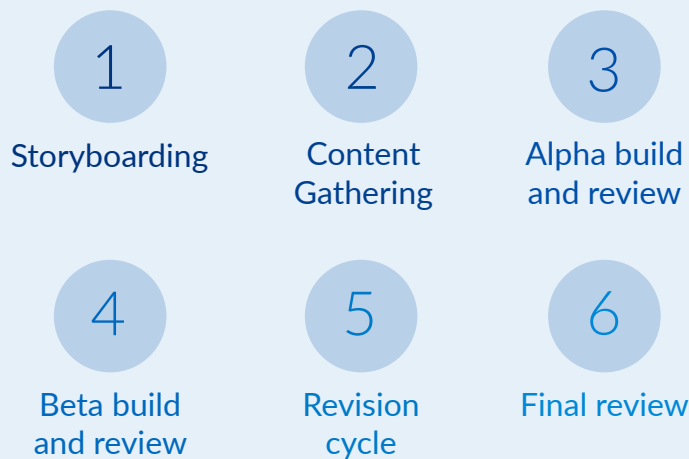 1
Storyboarding
2
Content
Gathering
3
Alpha build
and review
4
Beta build
and review
5
Revision
cycle
6
Final review